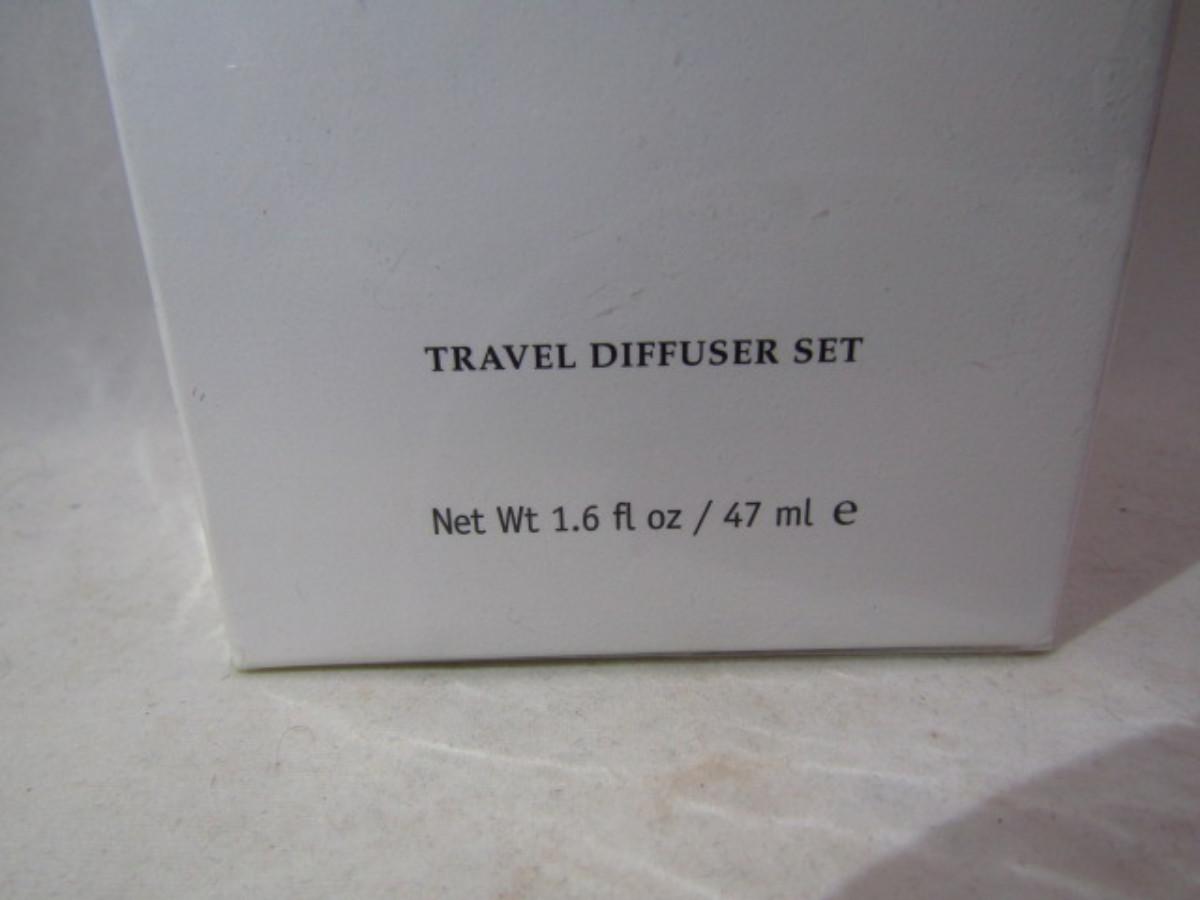 TRAVEL DIFFUSER SET
Net Wt 1.6 fl oz / 47 ml ℮